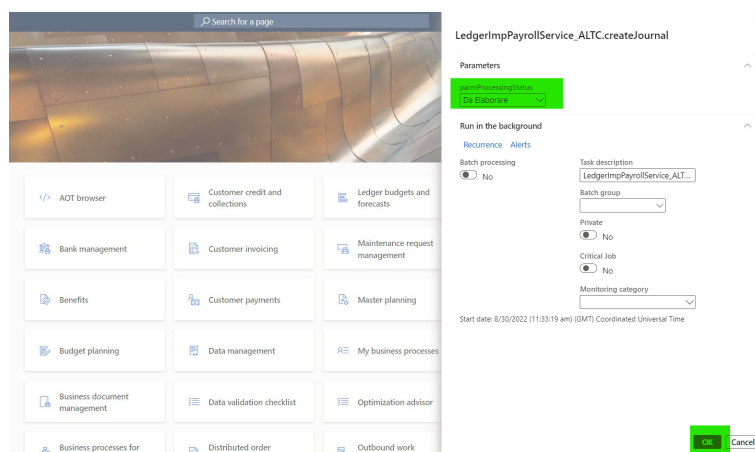 Search for a page
LedgerImpPayrollService_ALTC.createJournal
Parameters
parmProcessingStatus
Da Elaborare
Run in the background
Recurrence Alerts
Batch processing
No
Task description
LedgerImpPayrollService_ALT...
Batch group
Private
No
Critical Job
No
Monitoring category
Start date: 8/30/2022 (11:33:19 am) (GMT) Coordinated Universal Time
OK Cancel
AOT browser
Customer credit and
collections
Ledger budgets and
forecasts
Bank management
Customer invoicing
Maintenance request
management
Benefits
Customer payments
Master planning
Budget planning
Data management
My business processes
Business document
management
Data validation checklist
Optimization advisor
Business processes for
Distributed order
Outbound work